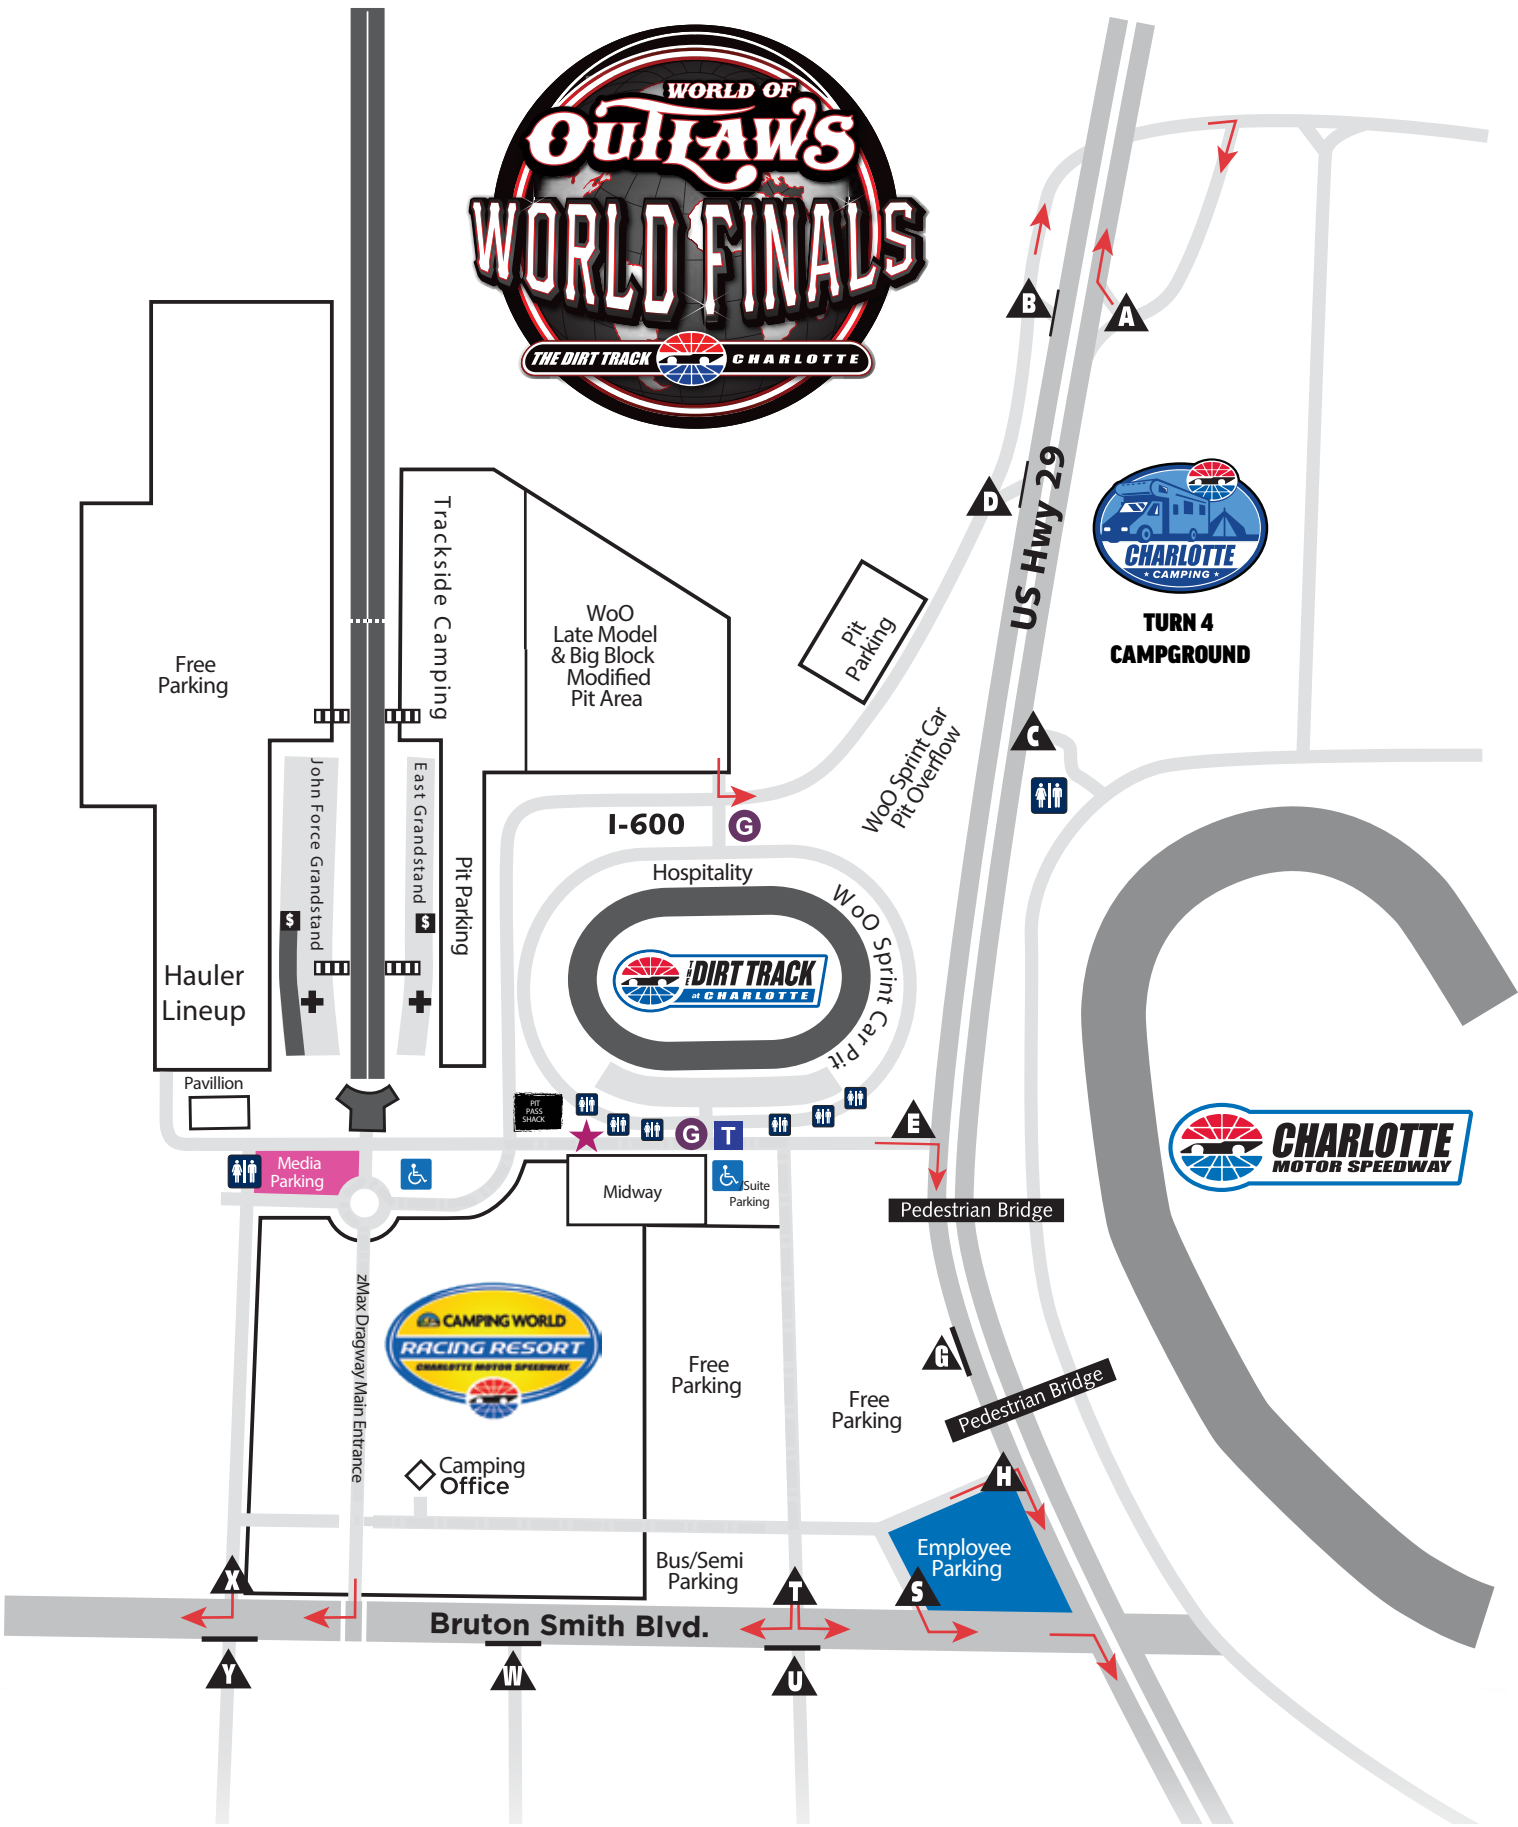 WORLD OF
OUTLAWS
WORLD FINALS
THE DIRT TRACK CHARLOTTE
B
A
D
US Hwy 29
CHARLOTTE
CAMPING
TURN 4
CAMPGROUND
Trackside Camping
WoO
Late Model
& Big Block
Modified
Pit Area
Pit
Parking
Free
Parking
C
WoO Sprint Car
Pit Overflow
John Force Grandstand
East Grandstand
I-600
G
Pit Parking
Hospitality
WoO Sprint Car Pit
$
$
THE DIRT TRACK
at CHARLOTTE
Hauler
Lineup
Pavillion
PIT
PASS
SHACK
G
T
E
CHARLOTTE
MOTOR SPEEDWAY
Media
Parking
Midway
/Suite
Parking
Pedestrian Bridge
zMax Dragway Main Entrance
CAMPING WORLD
RACING RESORT
CHARLOTTE MOTOR SPEEDWAY
Free
Parking
G
Free
Parking
Pedestrian Bridge
Camping
Office
H
Employee
Parking
Bus/Semi
Parking
X
T
S
Bruton Smith Blvd.
Y
W
U